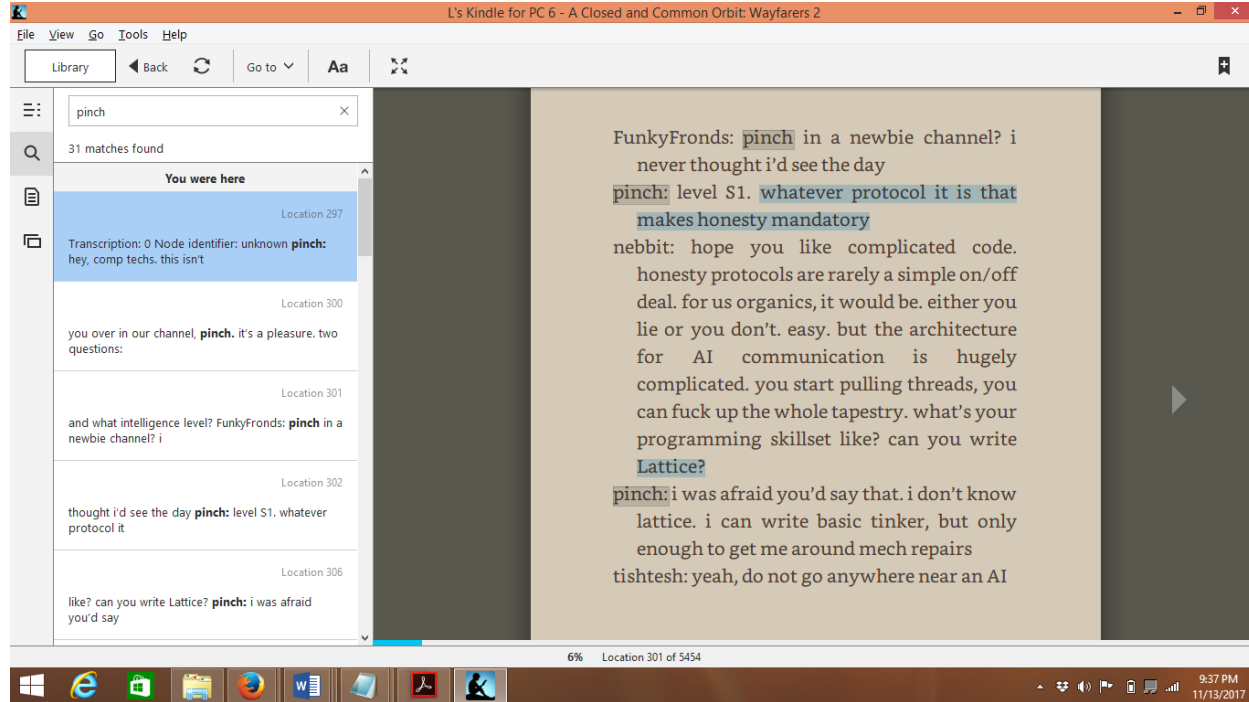 L's Kindle for PC 6 - A Closed and Common Orbit: Wayfarers 2
File View Go Tools Help
Library Back Go to Aa
pinch
31 matches found
You were here
Location 297
Transcription: 0 Node identifier: unknown pinch:
hey, comp techs. this isn't
Location 300
you over in our channel, pinch. it's a pleasure. two
questions:
Location 301
and what intelligence level? FunkyFronds: pinch in a
newbie channel? i
Location 302
thought i'd see the day pinch: level S1. whatever
protocol it
Location 306
like? can you write Lattice? pinch: i was afraid
you'd say
FunkyFronds: pinch in a newbie channel? i
never thought i’d see the day
pinch: level S1. whatever protocol it is that
makes honesty mandatory
nebbit: hope you like complicated code.
honesty protocols are rarely a simple on/off
deal. for us organics, it would be. either you
lie or you don’t. easy. but the architecture
for AI communication is hugely
complicated. you start pulling threads, you
can fuck up the whole tapestry. what’s your
programming skillset like? can you write
Lattice?
pinch: i was afraid you’d say that. i don’t know
lattice. i can write basic tinker, but only
enough to get me around mech repairs
tishtesh: yeah, do not go anywhere near an AI
6% Location 301 of 5454
9:37 PM
11/13/2017